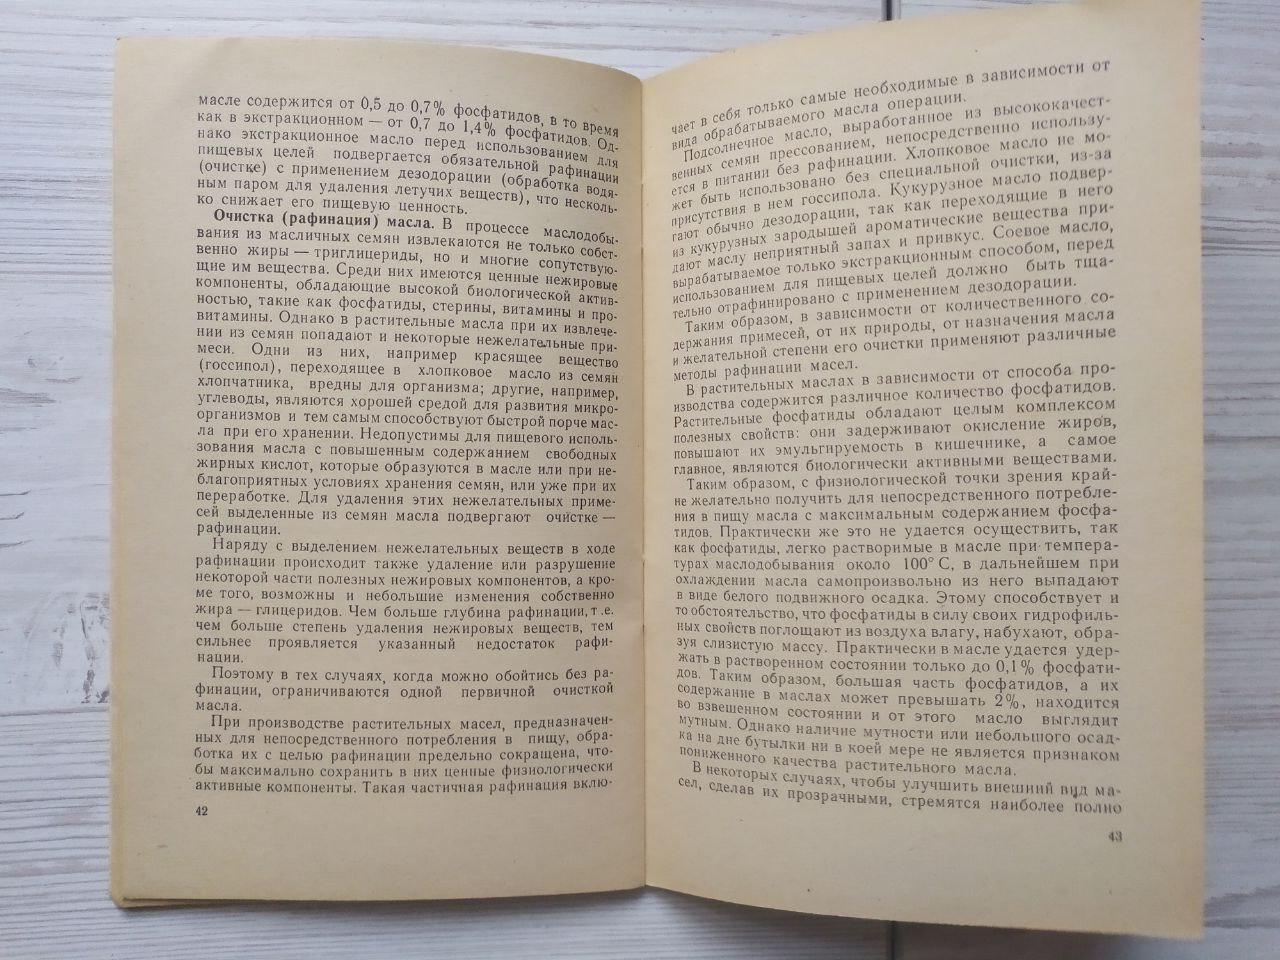 масле содержится от 0,5 до 0,7% фосфатидов, в то время
как в экстракционном — от 0,7 до 1,4% фосфатидов. Од-
нако экстракционное масло перед использованием для
пищевых целей подвергается обязательной рафинации
(очистке) с применением дезодорации (обработка водя-
ным паром для удаления летучих веществ), что несколь-
ко снижает его пищевую ценность.
Очистка (рафинация) масла. В процессе маслодобы-
вания из масличных семян извлекаются не только собст-
венно жиры — триглицериды, но и многие сопутствую-
щие им вещества. Среди них имеются ценные нежировые
компоненты, обладающие высокой биологической актив-
ностью, такие как фосфатиды, стерины, витамины и про-
витамины. Однако в растительные масла при их извлече-
нии из семян попадают и некоторые нежелательные при-
меси. Одни из них, например красящее вещество
(госсипол), переходящее в хлопковое масло из семян
хлопчатника, вредны для организма; другие, например,
углеводы, являются хорошей средой для развития микро-
организмов и тем самым способствуют быстрой порче мас-
ла при его хранении. Недопустимы для пищевого исполь-
зования масла с повышенным содержанием свободных
жирных кислот, которые образуются в масле или при не-
благоприятных условиях хранения семян, или уже при их
переработке. Для удаления этих нежелательных приме-
сей выделенные из семян масла подвергают очистке —
рафинации.
Наряду с выделением нежелательных веществ в ходе
рафинации происходит также удаление или разрушение
некоторой части полезных нежировых компонентов, а кро-
ме того, возможны и небольшие изменения собственно
жира — глицеридов. Чем больше глубина рафинации, т.е.
чем больше степень удаления нежировых веществ, тем
сильнее проявляется указанный недостаток рафи-
нации.
Поэтому в тех случаях, когда можно обойтись без ра-
финации, ограничиваются одной первичной очисткой
масла.
При производстве растительных масел, предназначен-
ных для непосредственного потребления в пищу, обра-
ботка их с целью рафинации предельно сокращена, что-
бы максимально сохранить в них ценные физиологически
активные компоненты. Такая частичная рафинация вклю-
42
чает в себя только самые необходимые в зависимости от
вида обрабатываемого масла операции.
Подсолнечное масло, выработанное из высококачест-
венных семян прессованием, непосредственно использу-
ется в питании без рафинации. Хлопковое масло не мо-
жет быть использовано без специальной очистки, из-за
присутствия в нем госсипола. Кукурузное масло подвер-
гают обычно дезодорации, так как переходящие в него
из кукурузных зародышей ароматические вещества при-
дают маслу неприятный запах и привкус. Соевое масло,
вырабатываемое только экстракционным способом, перед
использованием для пищевых целей должно быть тща-
тельно отрафинировано с применением дезодорации.
Таким образом, в зависимости от количественного со-
держания примесей, от их природы, от назначения масла
и желательной степени его очистки применяют различные
методы рафинации масел.
В растительных маслах в зависимости от способа про-
изводства содержится различное количество фосфатидов.
Растительные фосфатиды обладают целым комплексом
полезных свойств: они задерживают окисление жиров,
повышают их эмульгируемость в кишечнике, а самое
главное, являются биологически активными веществами.
Таким образом, с физиологической точки зрения край-
не желательно получить для непосредственного потребле-
ния в пищу масла с максимальным содержанием фосфа-
тидов. Практически же это не удается осуществить, так
как фосфатиды, легко растворимые в масле при темпера-
турах маслодобывания около 100° С, в дальнейшем при
охлаждении масла самопроизвольно из него выпадают
в виде белого подвижного осадка. Этому способствует и
то обстоятельство, что фосфатиды в силу своих гидрофиль-
ных свойств поглощают из воздуха влагу, набухают, обра-
зуя слизистую массу. Практически в масле удается удер-
жать в растворенном состоянии только до 0,1% фосфати-
дов. Таким образом, большая часть фосфатидов, а их
содержание в маслах может превышать 2%, находится
во взвешенном состоянии и от этого масло выглядит
мутным. Однако наличие мутности или небольшого осад-
ка на дне бутылки ни в коей мере не является признаком
пониженного качества растительного масла.
В некоторых случаях, чтобы улучшить внешний вид ма-
сел, сделав их прозрачными, стремятся наиболее полно
43